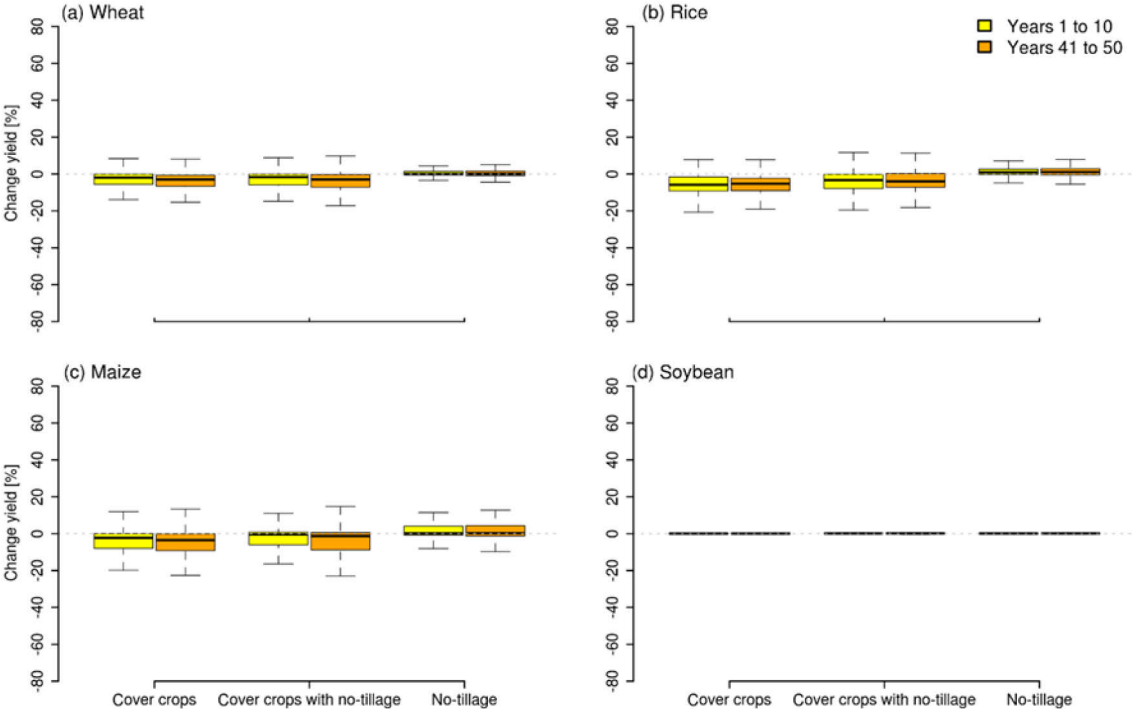 (a) Wheat
80
60
40
20
0
-20
-40
-60
-80
Change yield [%]
(b) Rice
80
60
40
20
0
-20
-40
-60
-80
Years 1 to 10
Years 41 to 50
(c) Maize
80
60
40
20
0
-20
-40
-60
-80
Change yield [%]
Cover crops
Cover crops with no-tillage
No-tillage
(d) Soybean
80
60
40
20
0
-20
-40
-60
-80
Cover crops
Cover crops with no-tillage
No-tillage